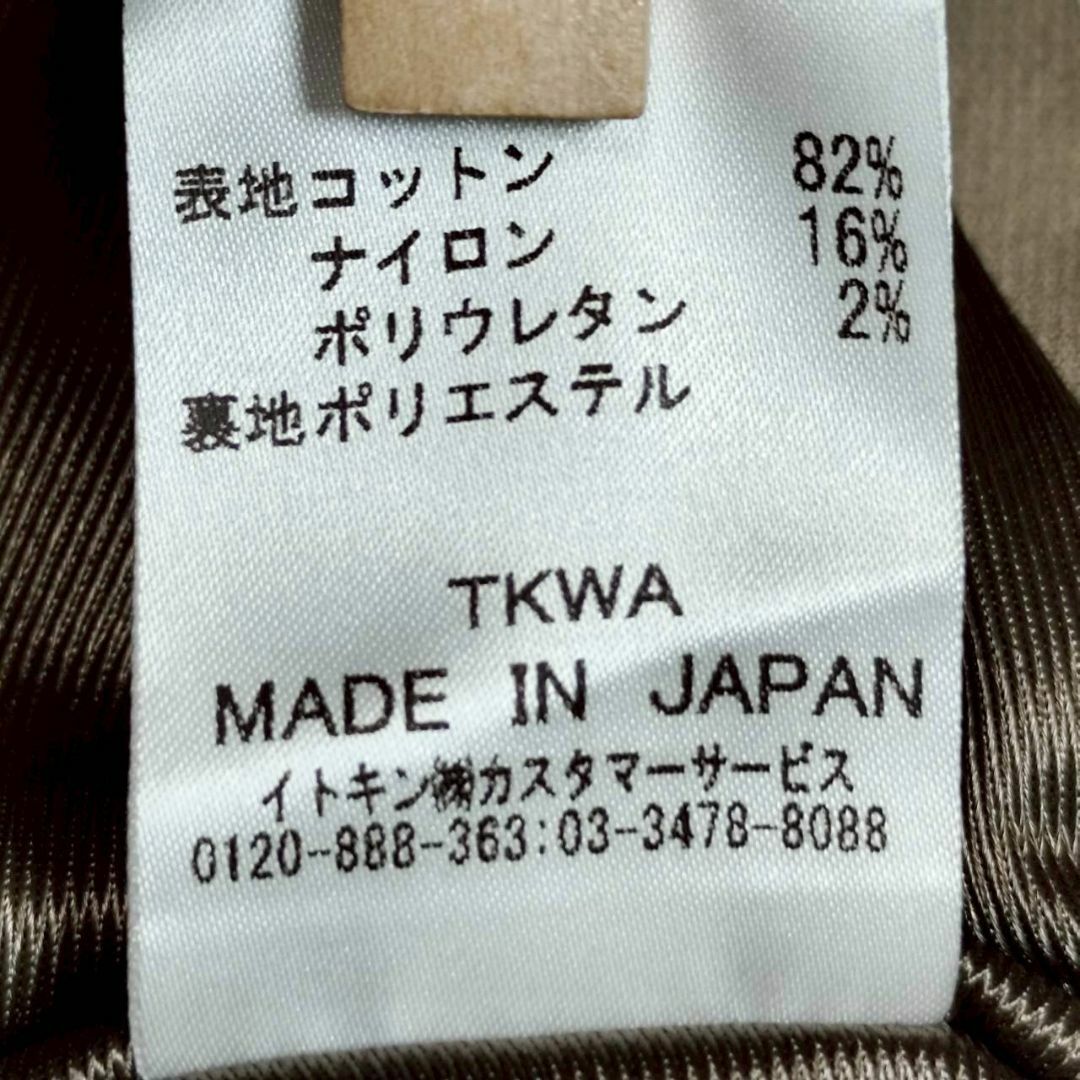 表地コットン 82%
ナイロン 16%
ポリウレタン 2%
裏地ポリエステル
TKWA
MADE IN JAPAN
イトキン㈱カスタマーサービス
0120-888-363:03-3478-8088